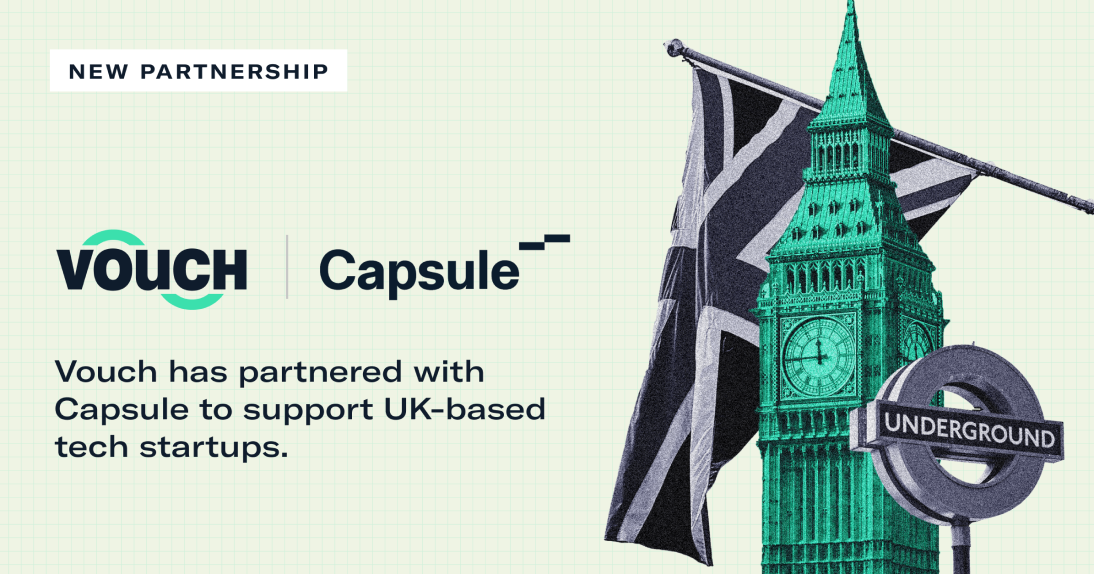 NEW PARTNERSHIP
VOUCH
Capsule
Vouch has partnered with
Capsule to support UK-based
tech startups.
UNDERGROUND